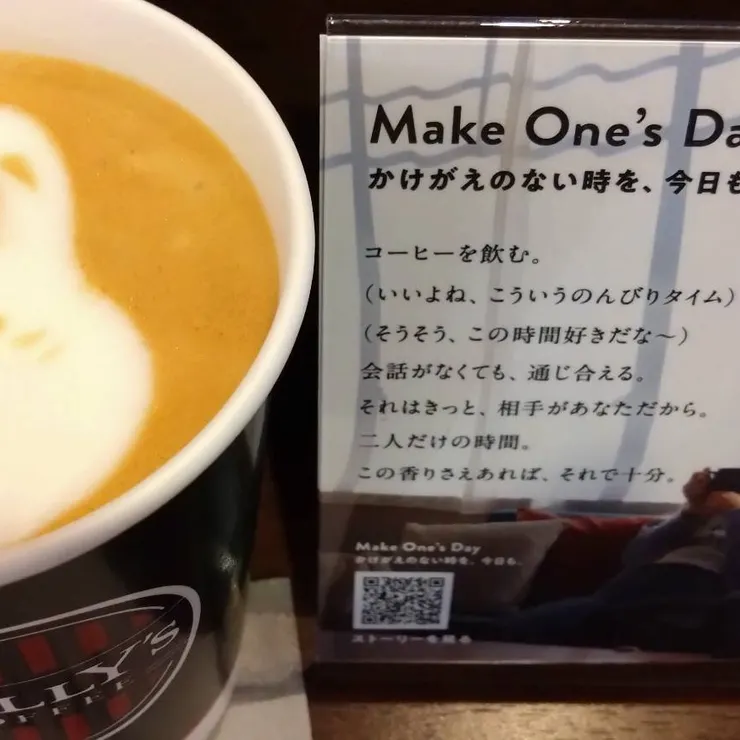 Make One's Da
かけがえのない時を、今日も
コーヒーを飲む。
（いいよね、こういうのんびりタイム）
（そうそう、この時間好きだな〜）
会話がなくても、通じ合える。
それはきっと、相手があなただから。
二人だけの時間。
この香りさえあれば、それで十分。
Make One's Day
かけがえのない時を、今日も。
ストーリーを見る
LLY'S
COFFEE